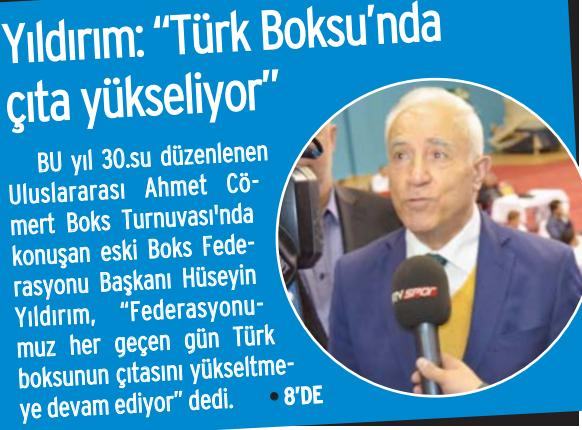 Yıldırım: “Türk Boksu’nda
çıta yükseliyor”
BU yıl 30.su düzenlenen
Uluslararası Ahmet Cö-
mert Boks Turnuvası'nda
konuşan eski Boks Fede-
rasyonu Başkanı Hüseyin
Yıldırım, “Federasyonu-
muz her geçen gün Türk
boksunun çıtasını yükseltme-
ye devam ediyor” dedi. • 8’DE
SPOR